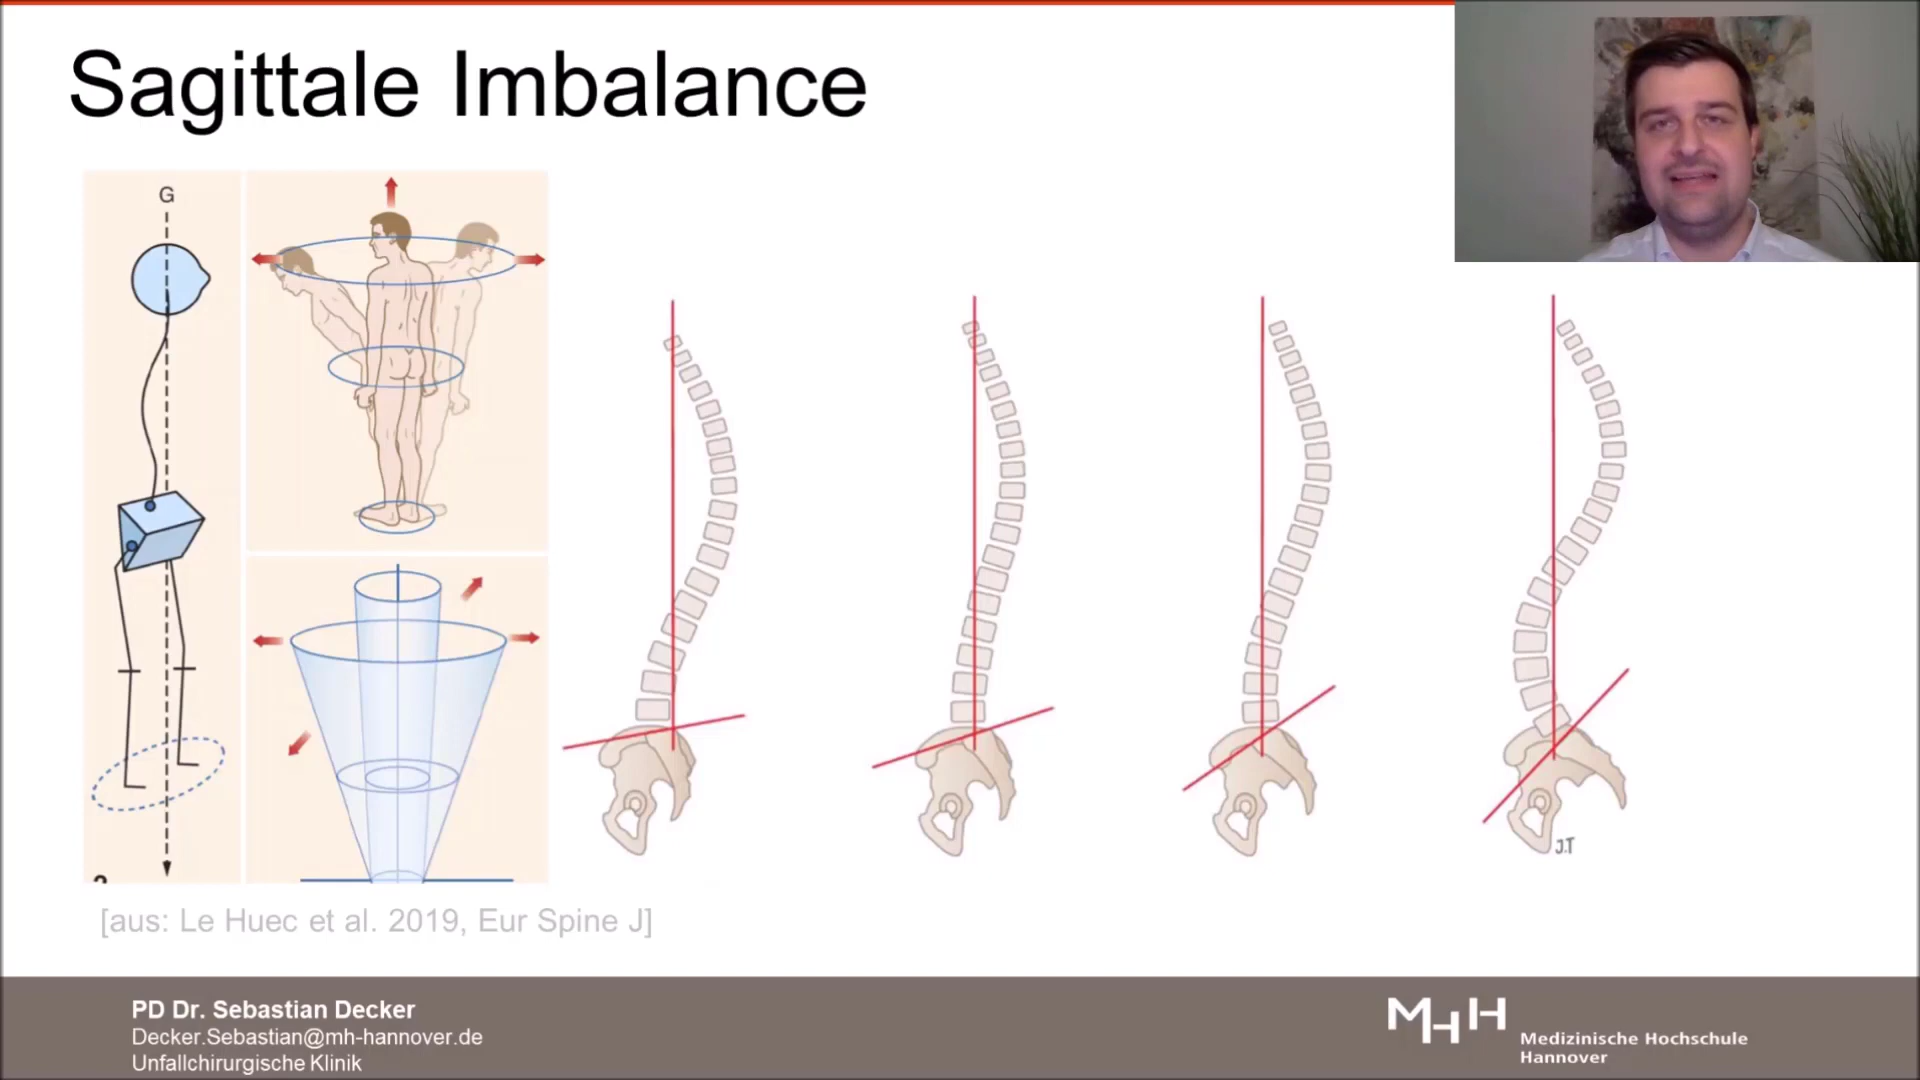 Sagittale Imbalance
G
J.T
[aus: Le Huec et al. 2019, Eur Spine J]
PD Dr. Sebastian Decker
Decker.Sebastian@mh-hannover.de
Unfallchirurgische Klinik
MHH
Medizinische Hochschule
Hannover